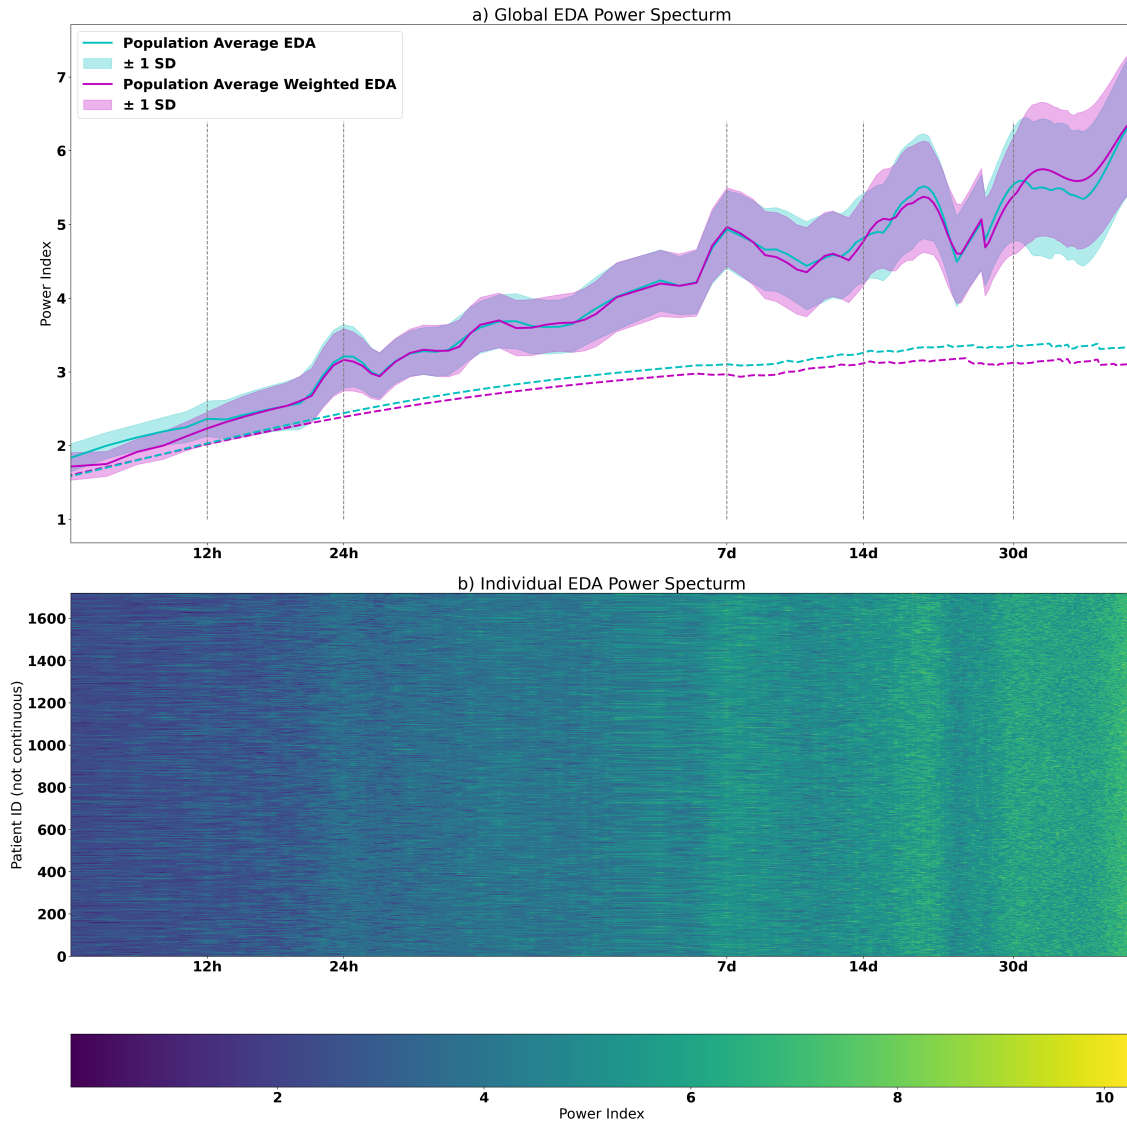 a) Global EDA Power Specturm
Population Average EDA
± 1 SD
Population Average Weighted EDA
± 1 SD
Power Index
7
6
5
4
3
2
1
12h 24h 7d 14d 30d
b) Individual EDA Power Specturm
Patient ID (not continuous)
1600
1400
1200
1000
800
600
400
200
0
12h 24h 7d 14d 30d
2 4 6 8 10
Power Index